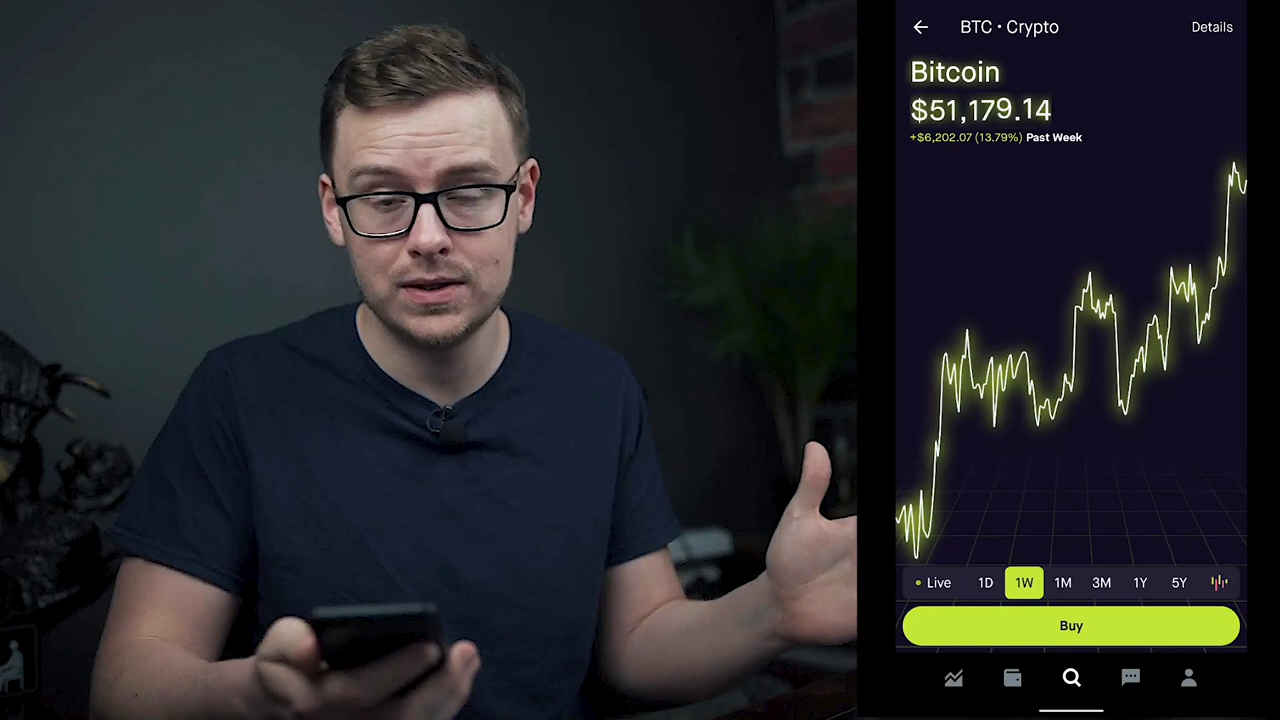 BTC • Crypto
Details
Bitcoin
$51,179.14
+$6,202.07 (13.79%) Past Week
Live 1D 1W 1M 3M 1Y 5Y
Buy